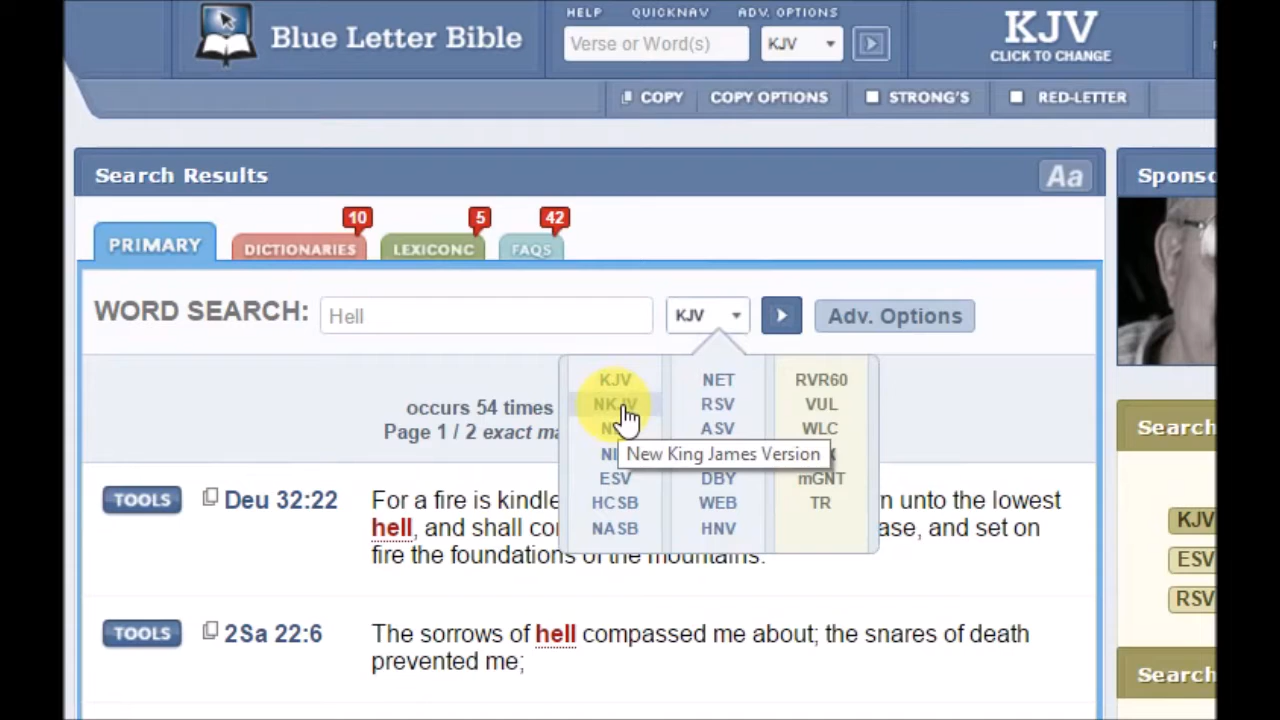 HELP QUICKNAV ADV. OPTIONS
Blue Letter Bible
Verse or Word(s) KJV
KJV
CLICK TO CHANGE
COPY COPY OPTIONS STRONG'S RED-LETTER
Search Results Aa
10 5 42
PRIMARY DICTIONARIES LEXICONC FAQS
WORD SEARCH: Hell KJV Adv. Options
KJV NET RVR60
NKJV RSV VUL
ASV WLC
New King James Version
ESV DBY mGNT
HCSB WEB TR
NASB HNV
occurs 54 times
Page 1 / 2 exact
TOOLS Deu 32:22 For a fire is unto the lowest
hell, and shall and set on
fire the foundations of the mountains.
TOOLS 2Sa 22:6 The sorrows of hell compassed me about; the snares of death
prevented me;
Search
KJV
ESV
RSV
Search